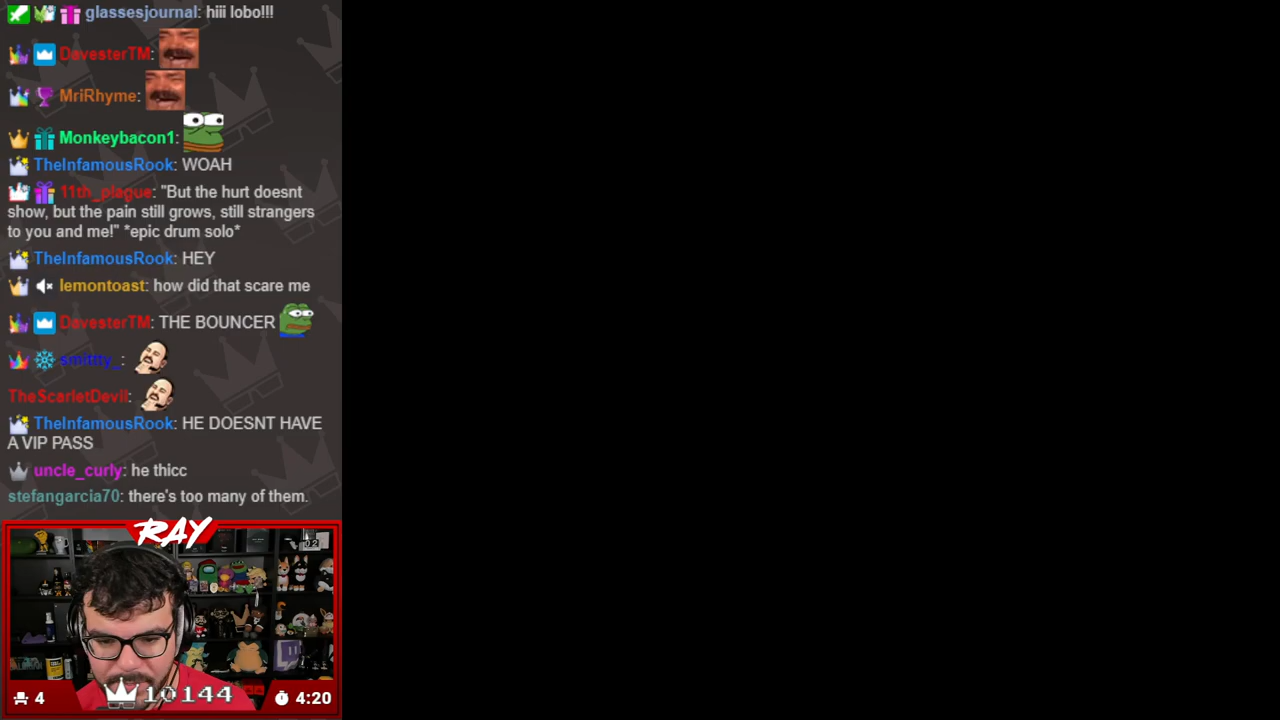 glassesjournal: hiii lobo!!!
DavesterTM:
MriRhyme:
Monkeybacon1:
TheInfamousRook: WOAH
11th_plague: "But the hurt doesnt
show, but the pain still grows, still strangers
to you and me!" *epic drum solo*
TheInfamousRook: HEY
lemontoast: how did that scare me
DavesterTM: THE BOUNCER
smittty_:
TheScarletDevil:
TheInfamousRook: HE DOESNT HAVE
A VIP PASS
uncle_curly: he thicc
stefangarcia70: there's too many of them.
RAY
4
10144
4:20